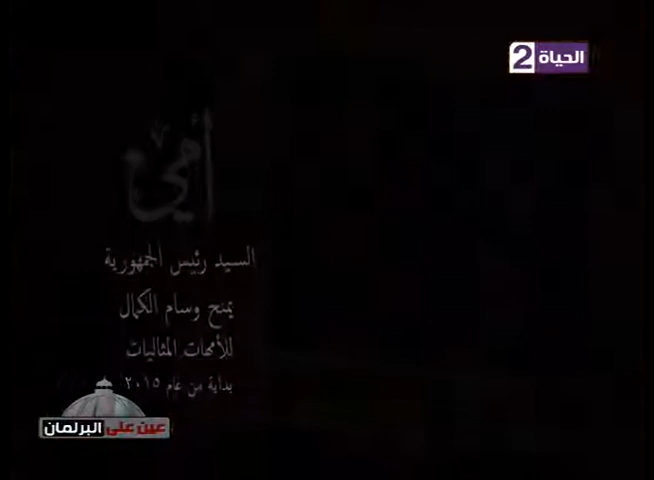 الحياة 2
أمي
السيد رئيس الجمهورية
يمنح وسام الكمال
للأمهات المثاليات
بداية من عام ٢٠١٥
عين على البرلمان